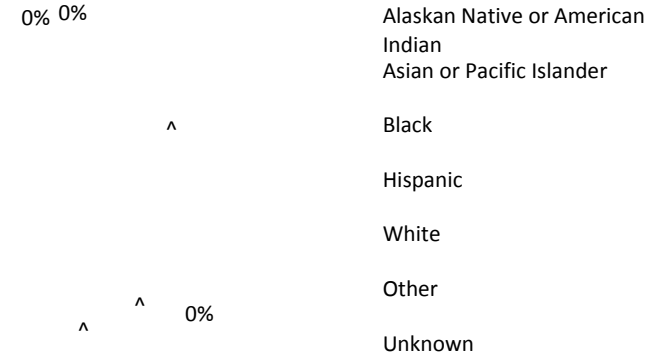 0% 0%
Alaskan Native or American
Indian
Asian or Pacific Islander
^
Black
Hispanic
White
^
Other
0%
^
Unknown